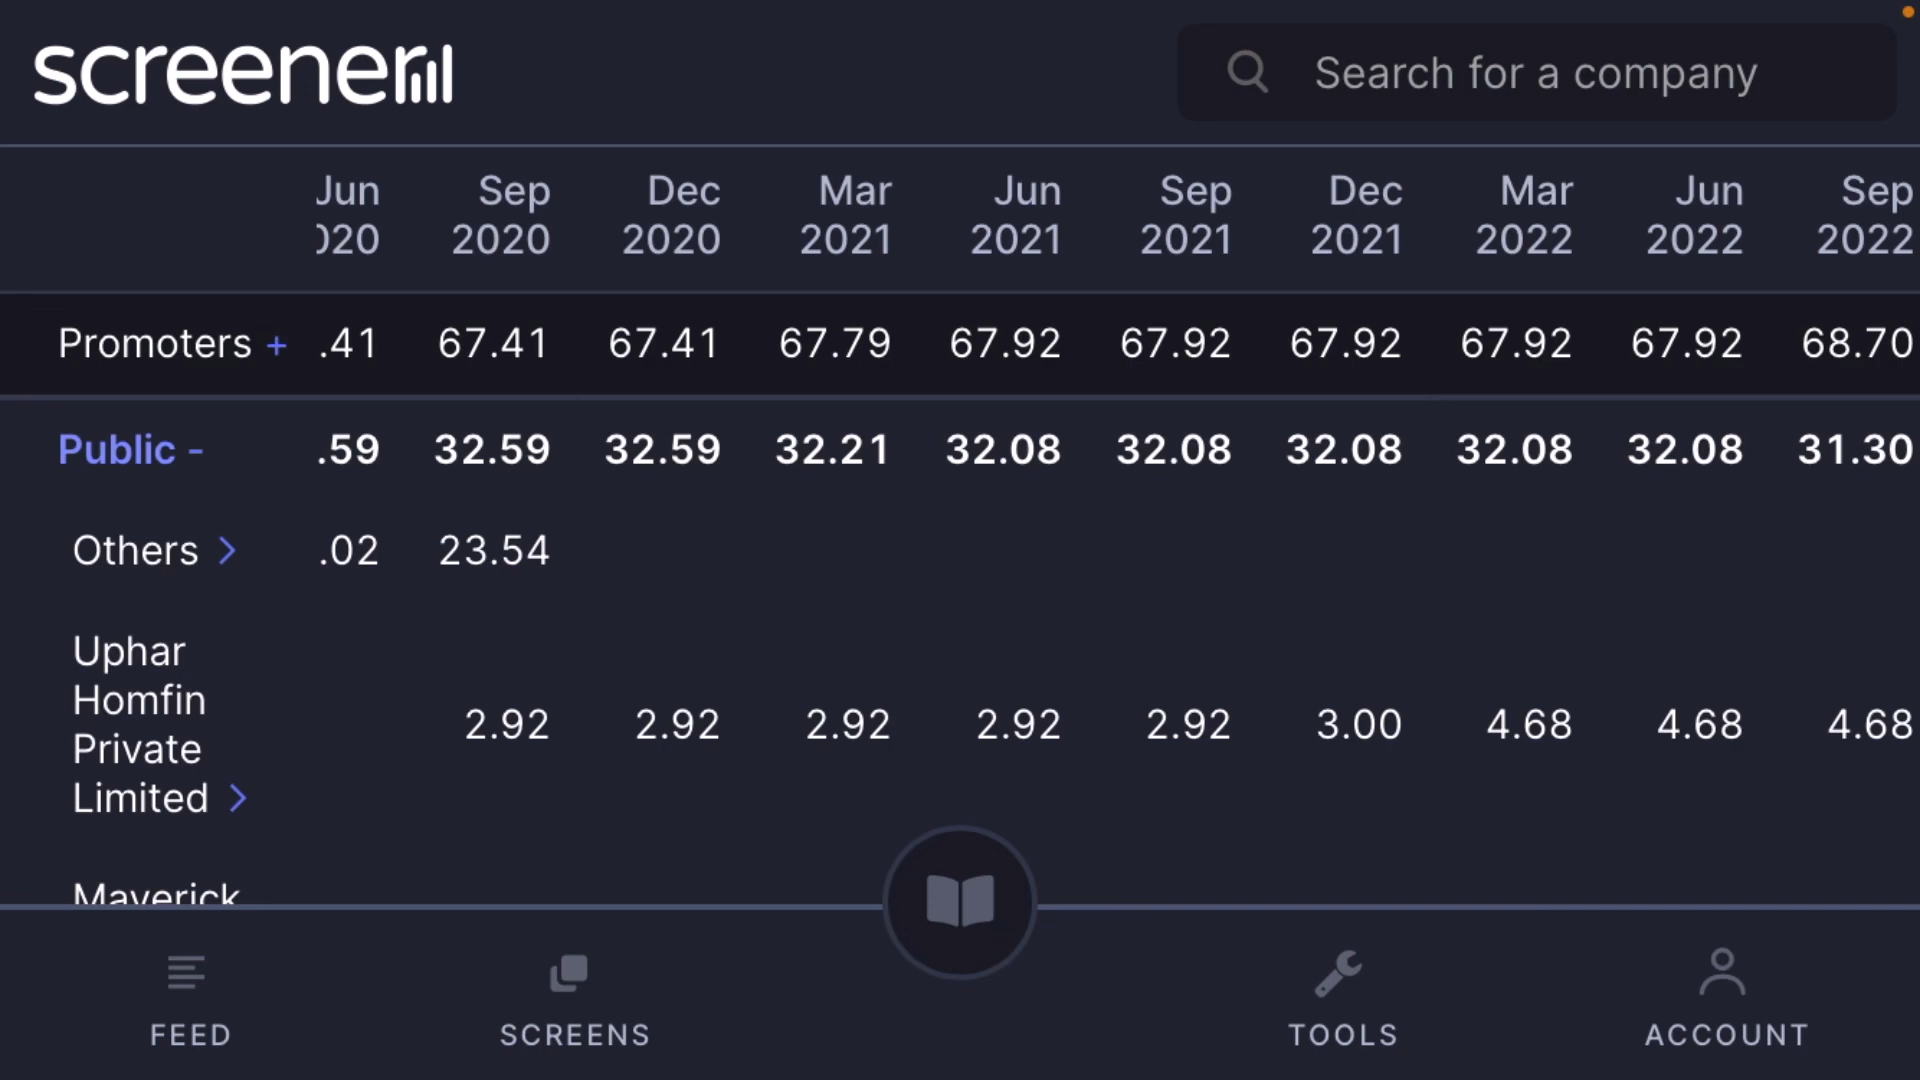 screener
Search for a company
Jun Sep Dec Mar Jun Sep Dec Mar Jun Sep
020 2020 2020 2021 2021 2021 2021 2022 2022 2022
Promoters + .41 67.41 67.41 67.79 67.92 67.92 67.92 67.92 67.92 68.70
Public - .59 32.59 32.59 32.21 32.08 32.08 32.08 32.08 32.08 31.30
Others > .02 23.54
Uphar
Homfin
Private
Limited >
2.92 2.92 2.92 2.92 2.92 3.00 4.68 4.68 4.68
Maverick
FEED SCREENS TOOLS ACCOUNT